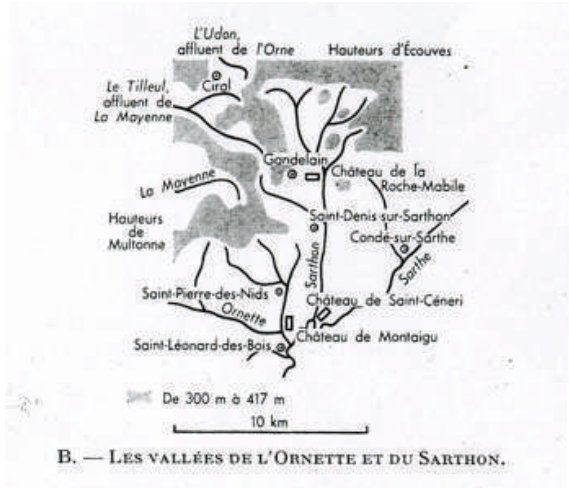 L'Udon,
affluent de l'Orne
Hauteurs d'Écouves
Le Tilleul,
affluent de
La Mayenne
Ciral
Gandelain
Château de la
Roche-Mabile
La Mayenne
Saint-Denis-sur-Sarthon
Hauteurs
de
Multonne
Condé-sur-Sarthe
Sarthon
Sarthe
Saint-Pierre-des-Nids
Château de Saint-Céneri
Ornette
Château de Montaigu
Saint-Léonard-des-Bois
De 300 m à 417 m
10 km
B. — LES VALLÉES DE L'ORNETTE ET DU SARTHON.